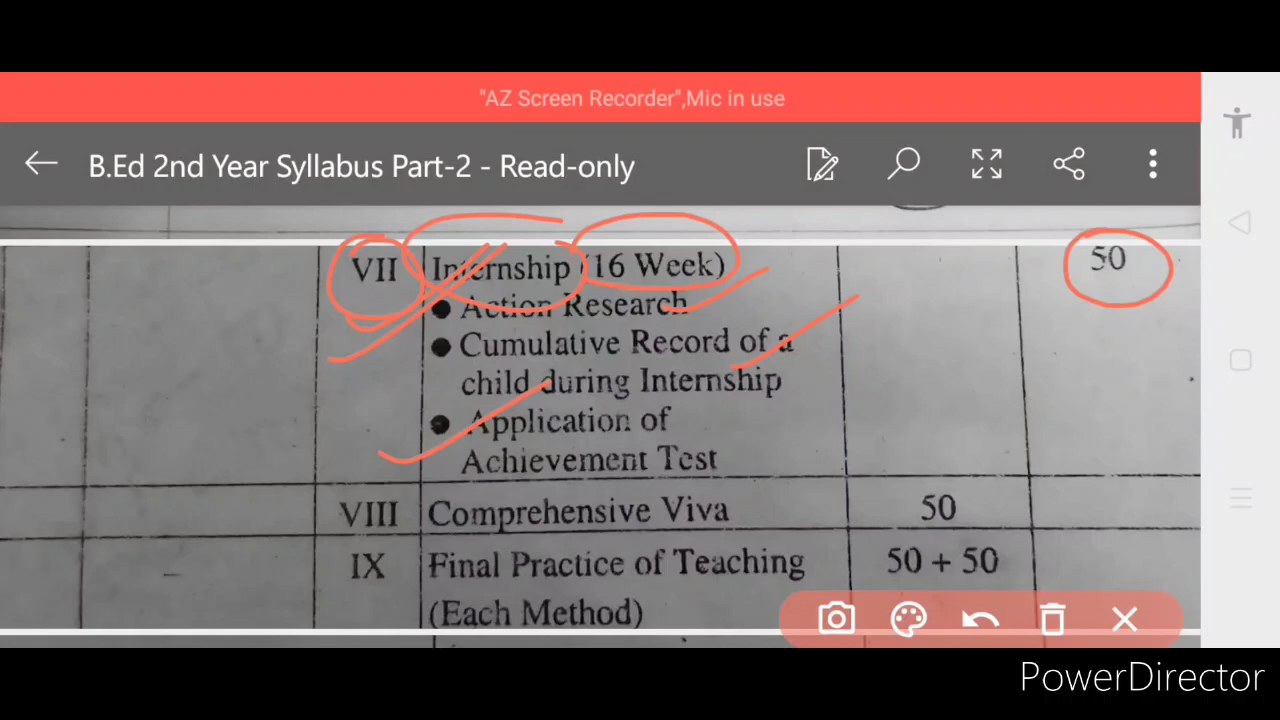 "AZ Screen Recorder",Mic in use
B.Ed 2nd Year Syllabus Part-2 - Read-only
VII Internship (16 Week) 50
● Action Research
● Cumulative Record of a
child during Internship
● Application of
Achievement Test
VIII Comprehensive Viva 50
IX Final Practice of Teaching 50 + 50
(Each Method)
PowerDirector